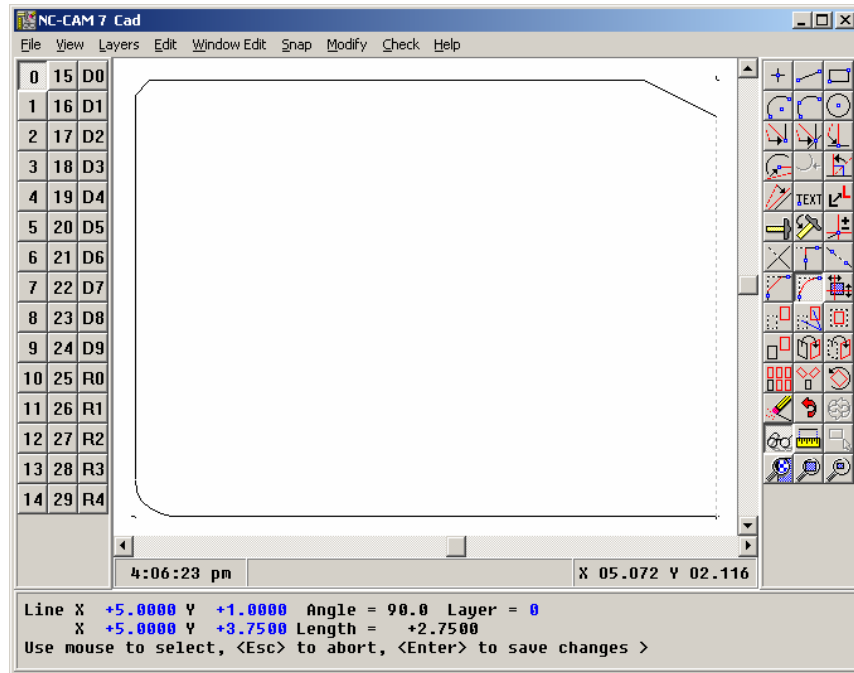 NC-CAM 7 Cad
File View Layers Edit Window Edit Snap Modify Check Help
0 15 D0
1 16 D1
2 17 D2
3 18 D3
4 19 D4
5 20 D5
6 21 D6
7 22 D7
8 23 D8
9 24 D9
10 25 R0
11 26 R1
12 27 R2
13 28 R3
14 29 R4
TEXT
4:06:23 pm X 05.072 Y 02.116
Line X +5.0000 Y +1.0000 Angle = 90.0 Layer = 0
X +5.0000 Y +3.7500 Length = +2.7500
Use mouse to select, <Esc> to abort, <Enter> to save changes >